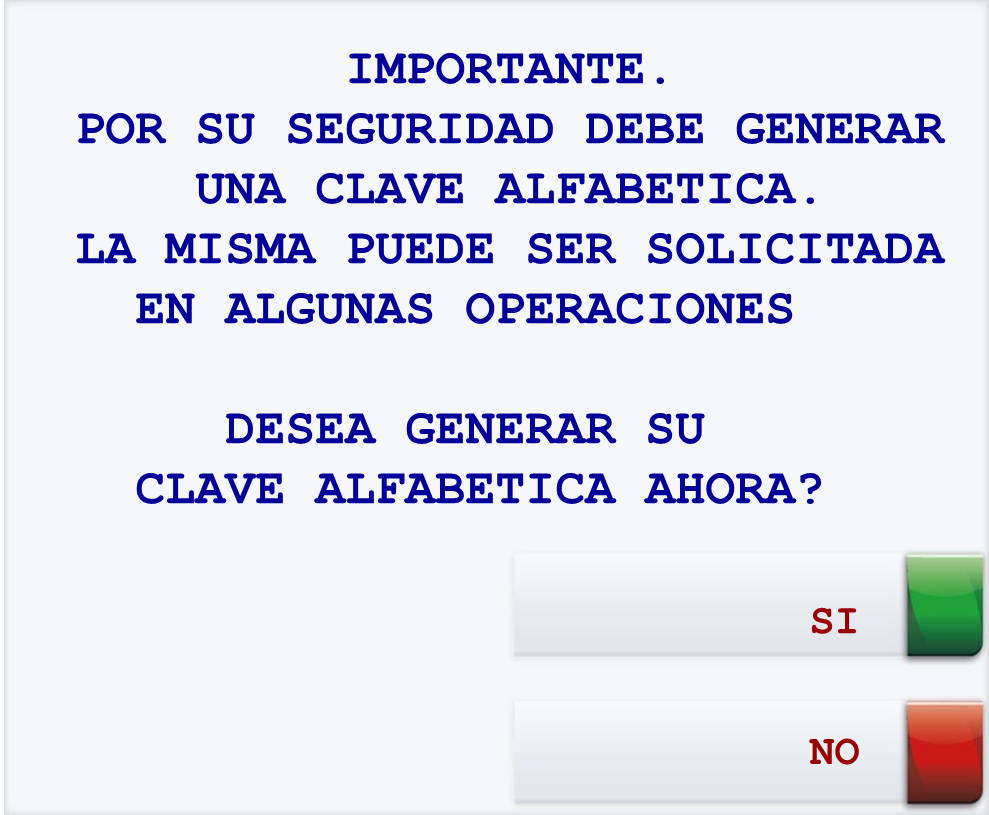 IMPORTANTE.
POR SU SEGURIDAD DEBE GENERAR
UNA CLAVE ALFABETICA.
LA MISMA PUEDE SER SOLICITADA
EN ALGUNAS OPERACIONES
DESEA GENERAR SU
CLAVE ALFABETICA AHORA?
SI
NO